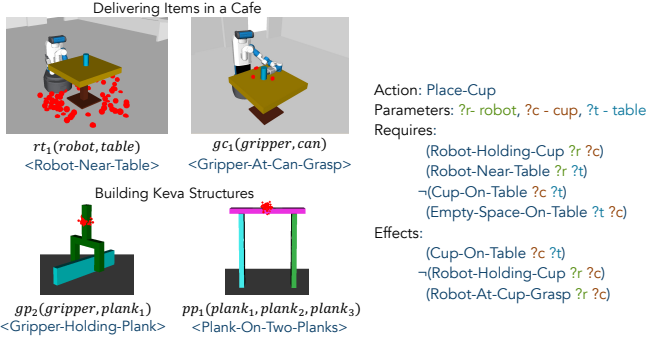 Delivering Items in a Cafe
rt₁(robot, table)
gc₁(gripper, can)
<Robot-Near-Table>
<Gripper-At-Can-Grasp>
Building Keva Structures
gp₂(gripper, plank₁)
pp₁(plank₁, plank₂, plank₃)
<Gripper-Holding-Plank>
<Plank-On-Two-Planks>
Action: Place-Cup
Parameters: ?r- robot, ?c - cup, ?t - table
Requires:
(Robot-Holding-Cup ?r ?c)
(Robot-Near-Table ?r ?t)
¬(Cup-On-Table ?c ?t)
(Empty-Space-On-Table ?t ?c)
Effects:
(Cup-On-Table ?c ?t)
¬(Robot-Holding-Cup ?r ?c)
(Robot-At-Cup-Grasp ?r ?c)